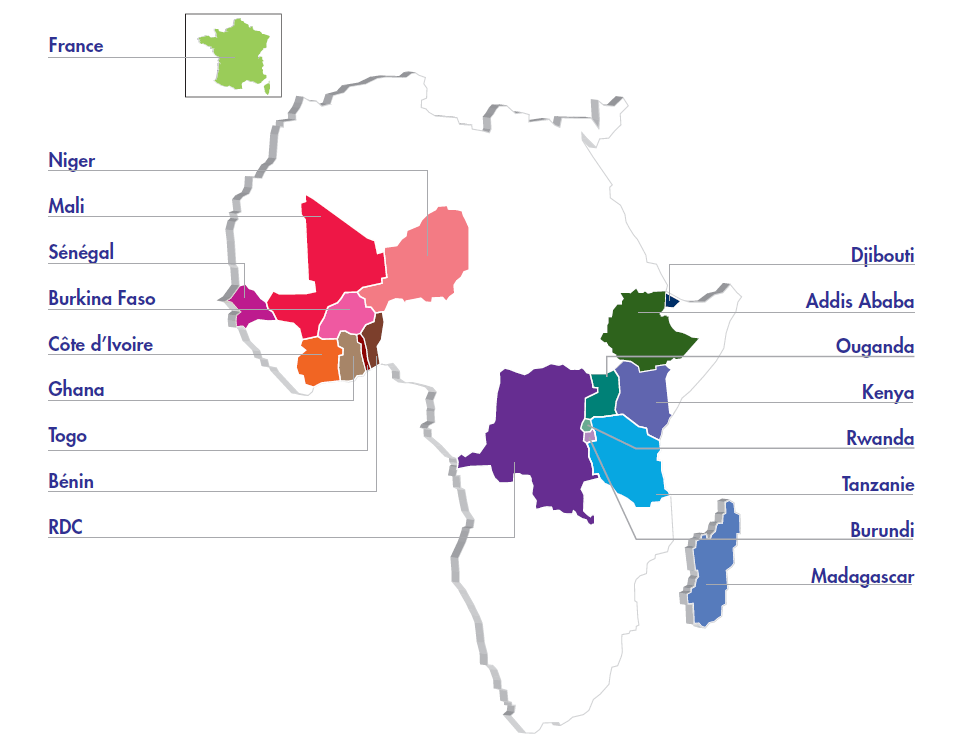 France
Niger
Mali
Sénégal
Burkina Faso
Côte d'Ivoire
Ghana
Togo
Bénin
RDC
Djibouti
Addis Ababa
Ouganda
Kenya
Rwanda
Tanzanie
Burundi
Madagascar